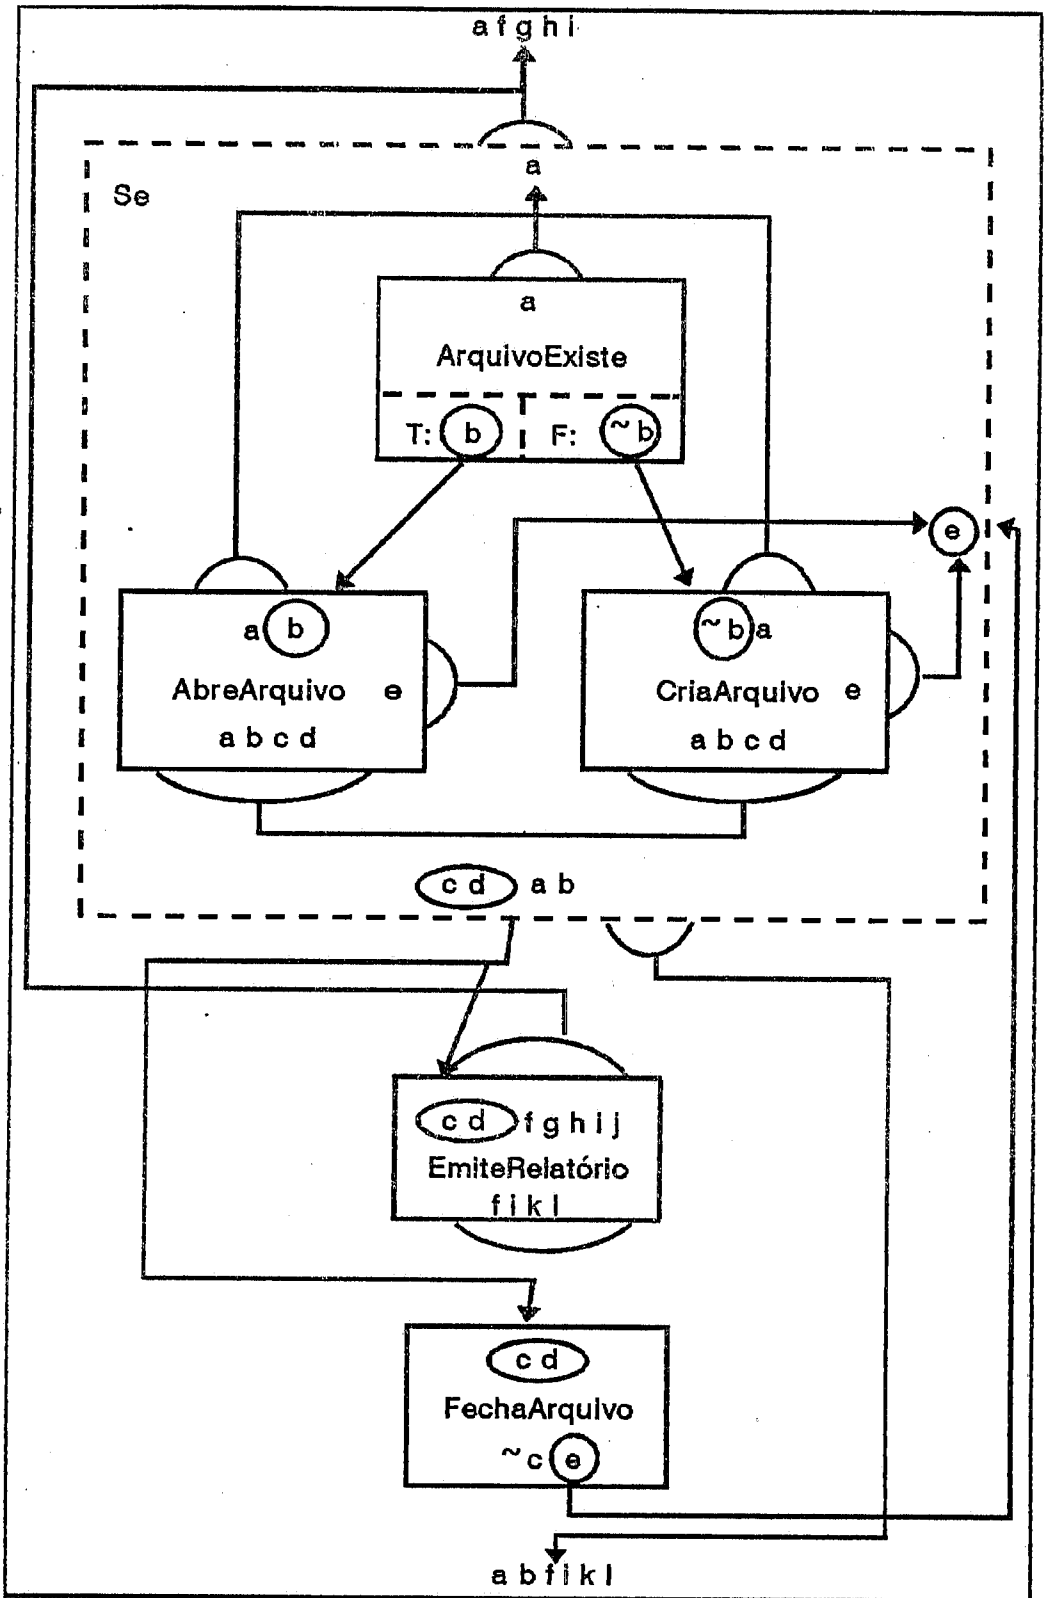 a f g h i
a
Se
a
ArquivoExiste
T: b F: ~ b
e
a b
~ b a
AbreArquivo e
CriaArquivo e
a b c d
a b c d
c d a b
c d f g h i j
EmiteRelatório
f i k l
c d
FechaArquivo
~ c e
a b f i k l